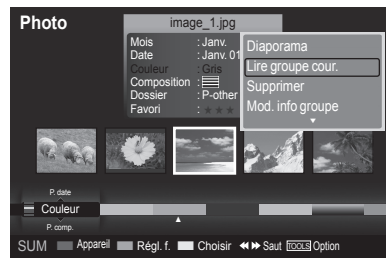 Photo
image_1.jpg
Mois : Janv.
Date : Janv. 01
Couleur : Gris
Composition :
Dossier : P-other
Favori : ★★★
Diaporama
Lire groupe cour.
Supprimer
Mod. info groupe
P. date
Couleur
P. comp.
SUM Appareil Régl. f. Choisir ◀◀ ▶▶ Saut TOOLS Option